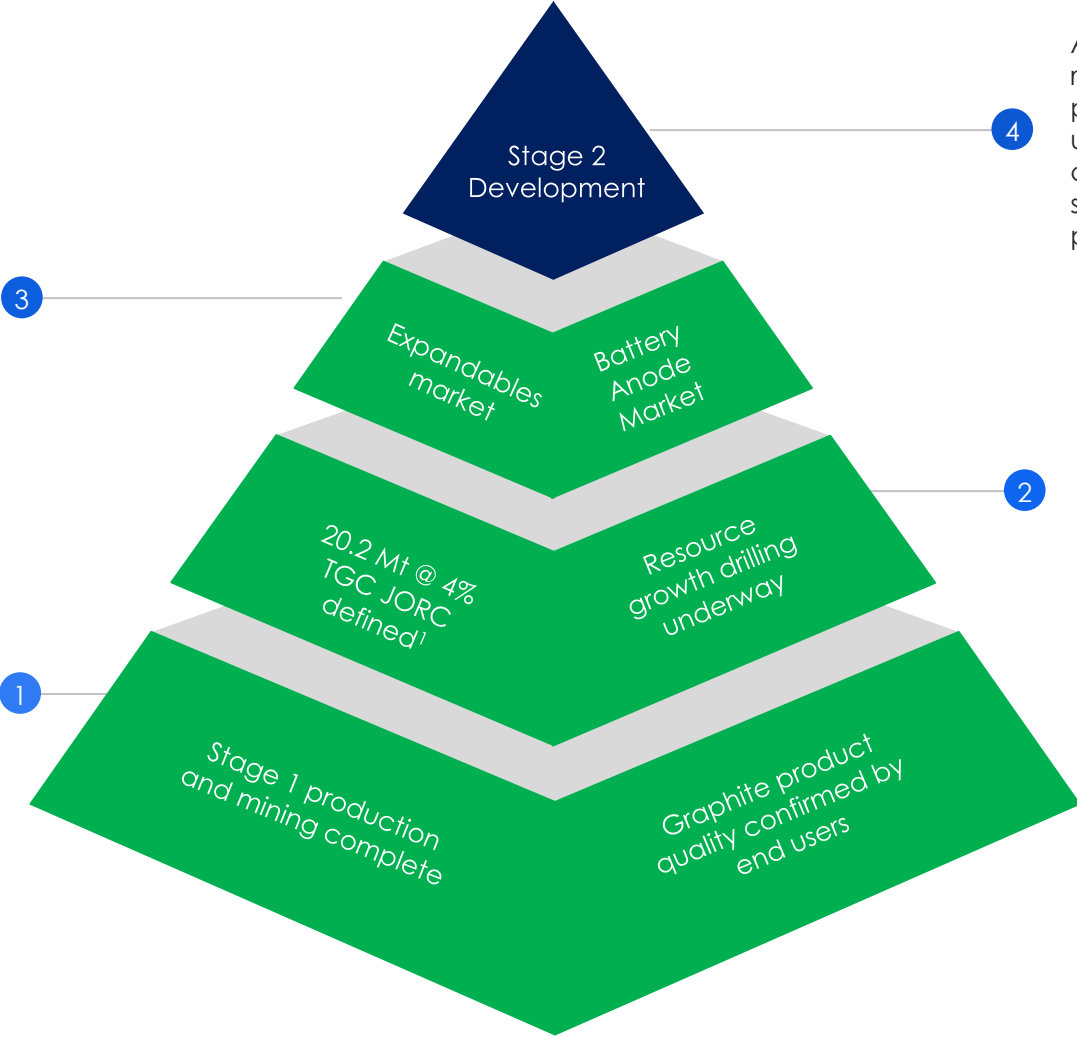 Stage 2
Development
4
3
Expandables
market
Battery
Anode
Market
2
20.2 Mt @ 4%
TGC JORC
defined¹
Resource
growth drilling
underway
1
Stage 1 production
and mining complete
Graphite product
quality confirmed by
end users